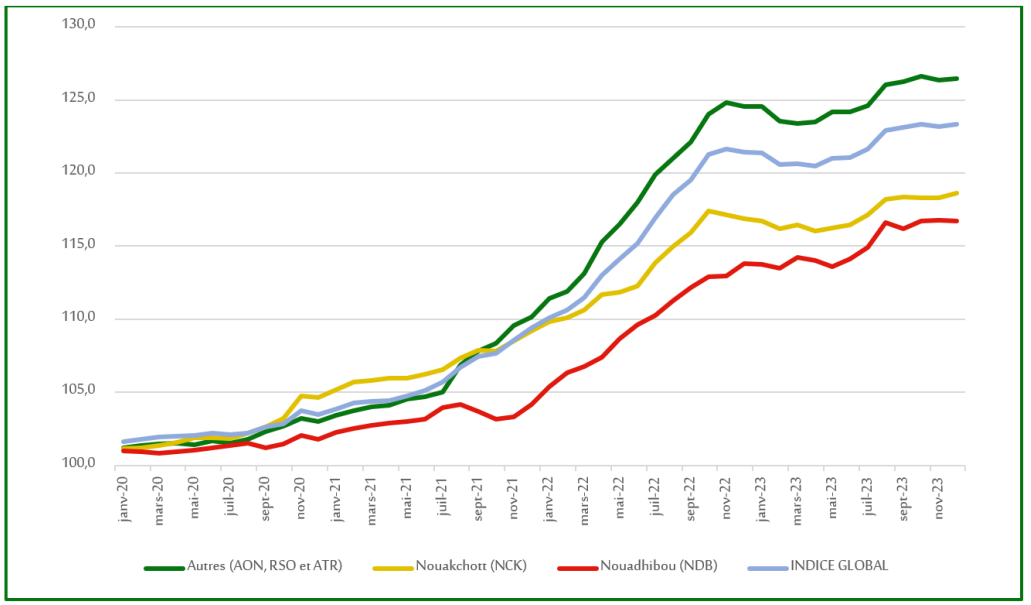 130,0
125,0
120,0
115,0
110,0
105,0
100,0
janv-20
mars-20
mai-20
juil-20
sept-20
nov-20
janv-21
mars-21
mai-21
juil-21
sept-21
nov-21
janv-22
mars-22
mai-22
juil-22
sept-22
nov-22
janv-23
mars-23
mai-23
juil-23
sept-23
nov-23
Autres (AON, RSO et ATR) Nouakchott (NCK) Nouadhibou (NDB) INDICE GLOBAL